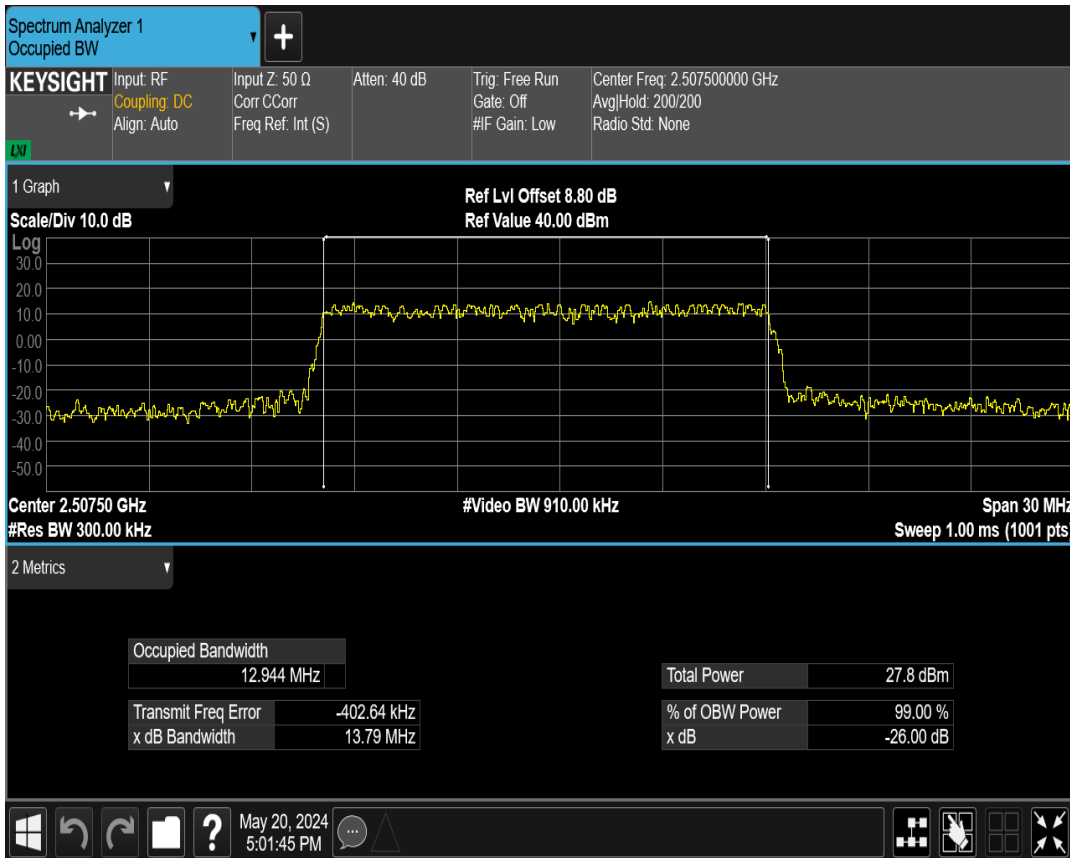 Spectrum Analyzer 1
Occupied BW
+
KEYSIGHT
LXI
Input: RF
Coupling: DC
Align: Auto
Input Z: 50 Ω
Corr CCorr
Freq Ref: Int (S)
Atten: 40 dB
Trig: Free Run
Gate: Off
#IF Gain: Low
Center Freq: 2.507500000 GHz
Avg|Hold: 200/200
Radio Std: None
1 Graph
Scale/Div 10.0 dB
Ref Lvl Offset 8.80 dB
Ref Value 40.00 dBm
Log
30.0
20.0
10.0
0.00
-10.0
-20.0
-30.0
-40.0
-50.0
Center 2.50750 GHz
#Res BW 300.00 kHz
#Video BW 910.00 kHz
Span 30 MHz
Sweep 1.00 ms (1001 pts)
2 Metrics
Occupied Bandwidth
12.944 MHz
Transmit Freq Error -402.64 kHz
x dB Bandwidth 13.79 MHz
Total Power 27.8 dBm
% of OBW Power 99.00 %
x dB -26.00 dB
?
May 20, 2024
5:01:45 PM